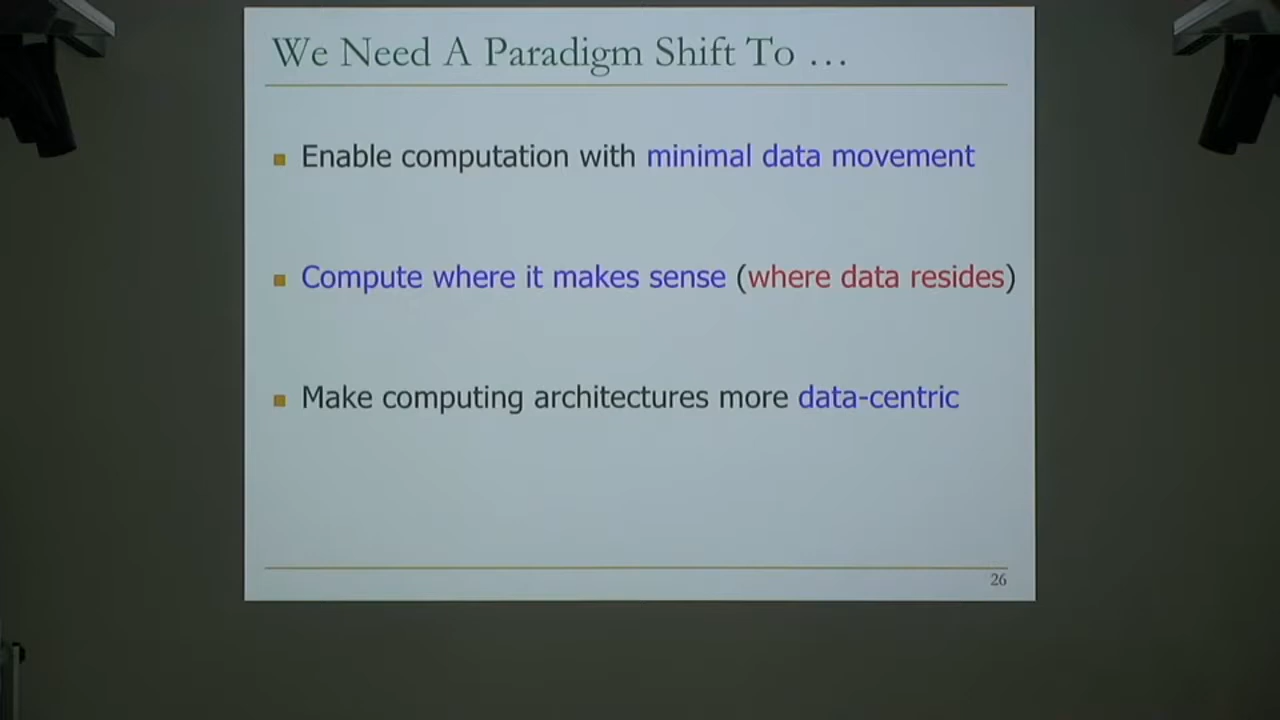 We Need A Paradigm Shift To ...
Enable computation with minimal data movement
Compute where it makes sense (where data resides)
Make computing architectures more data-centric
26